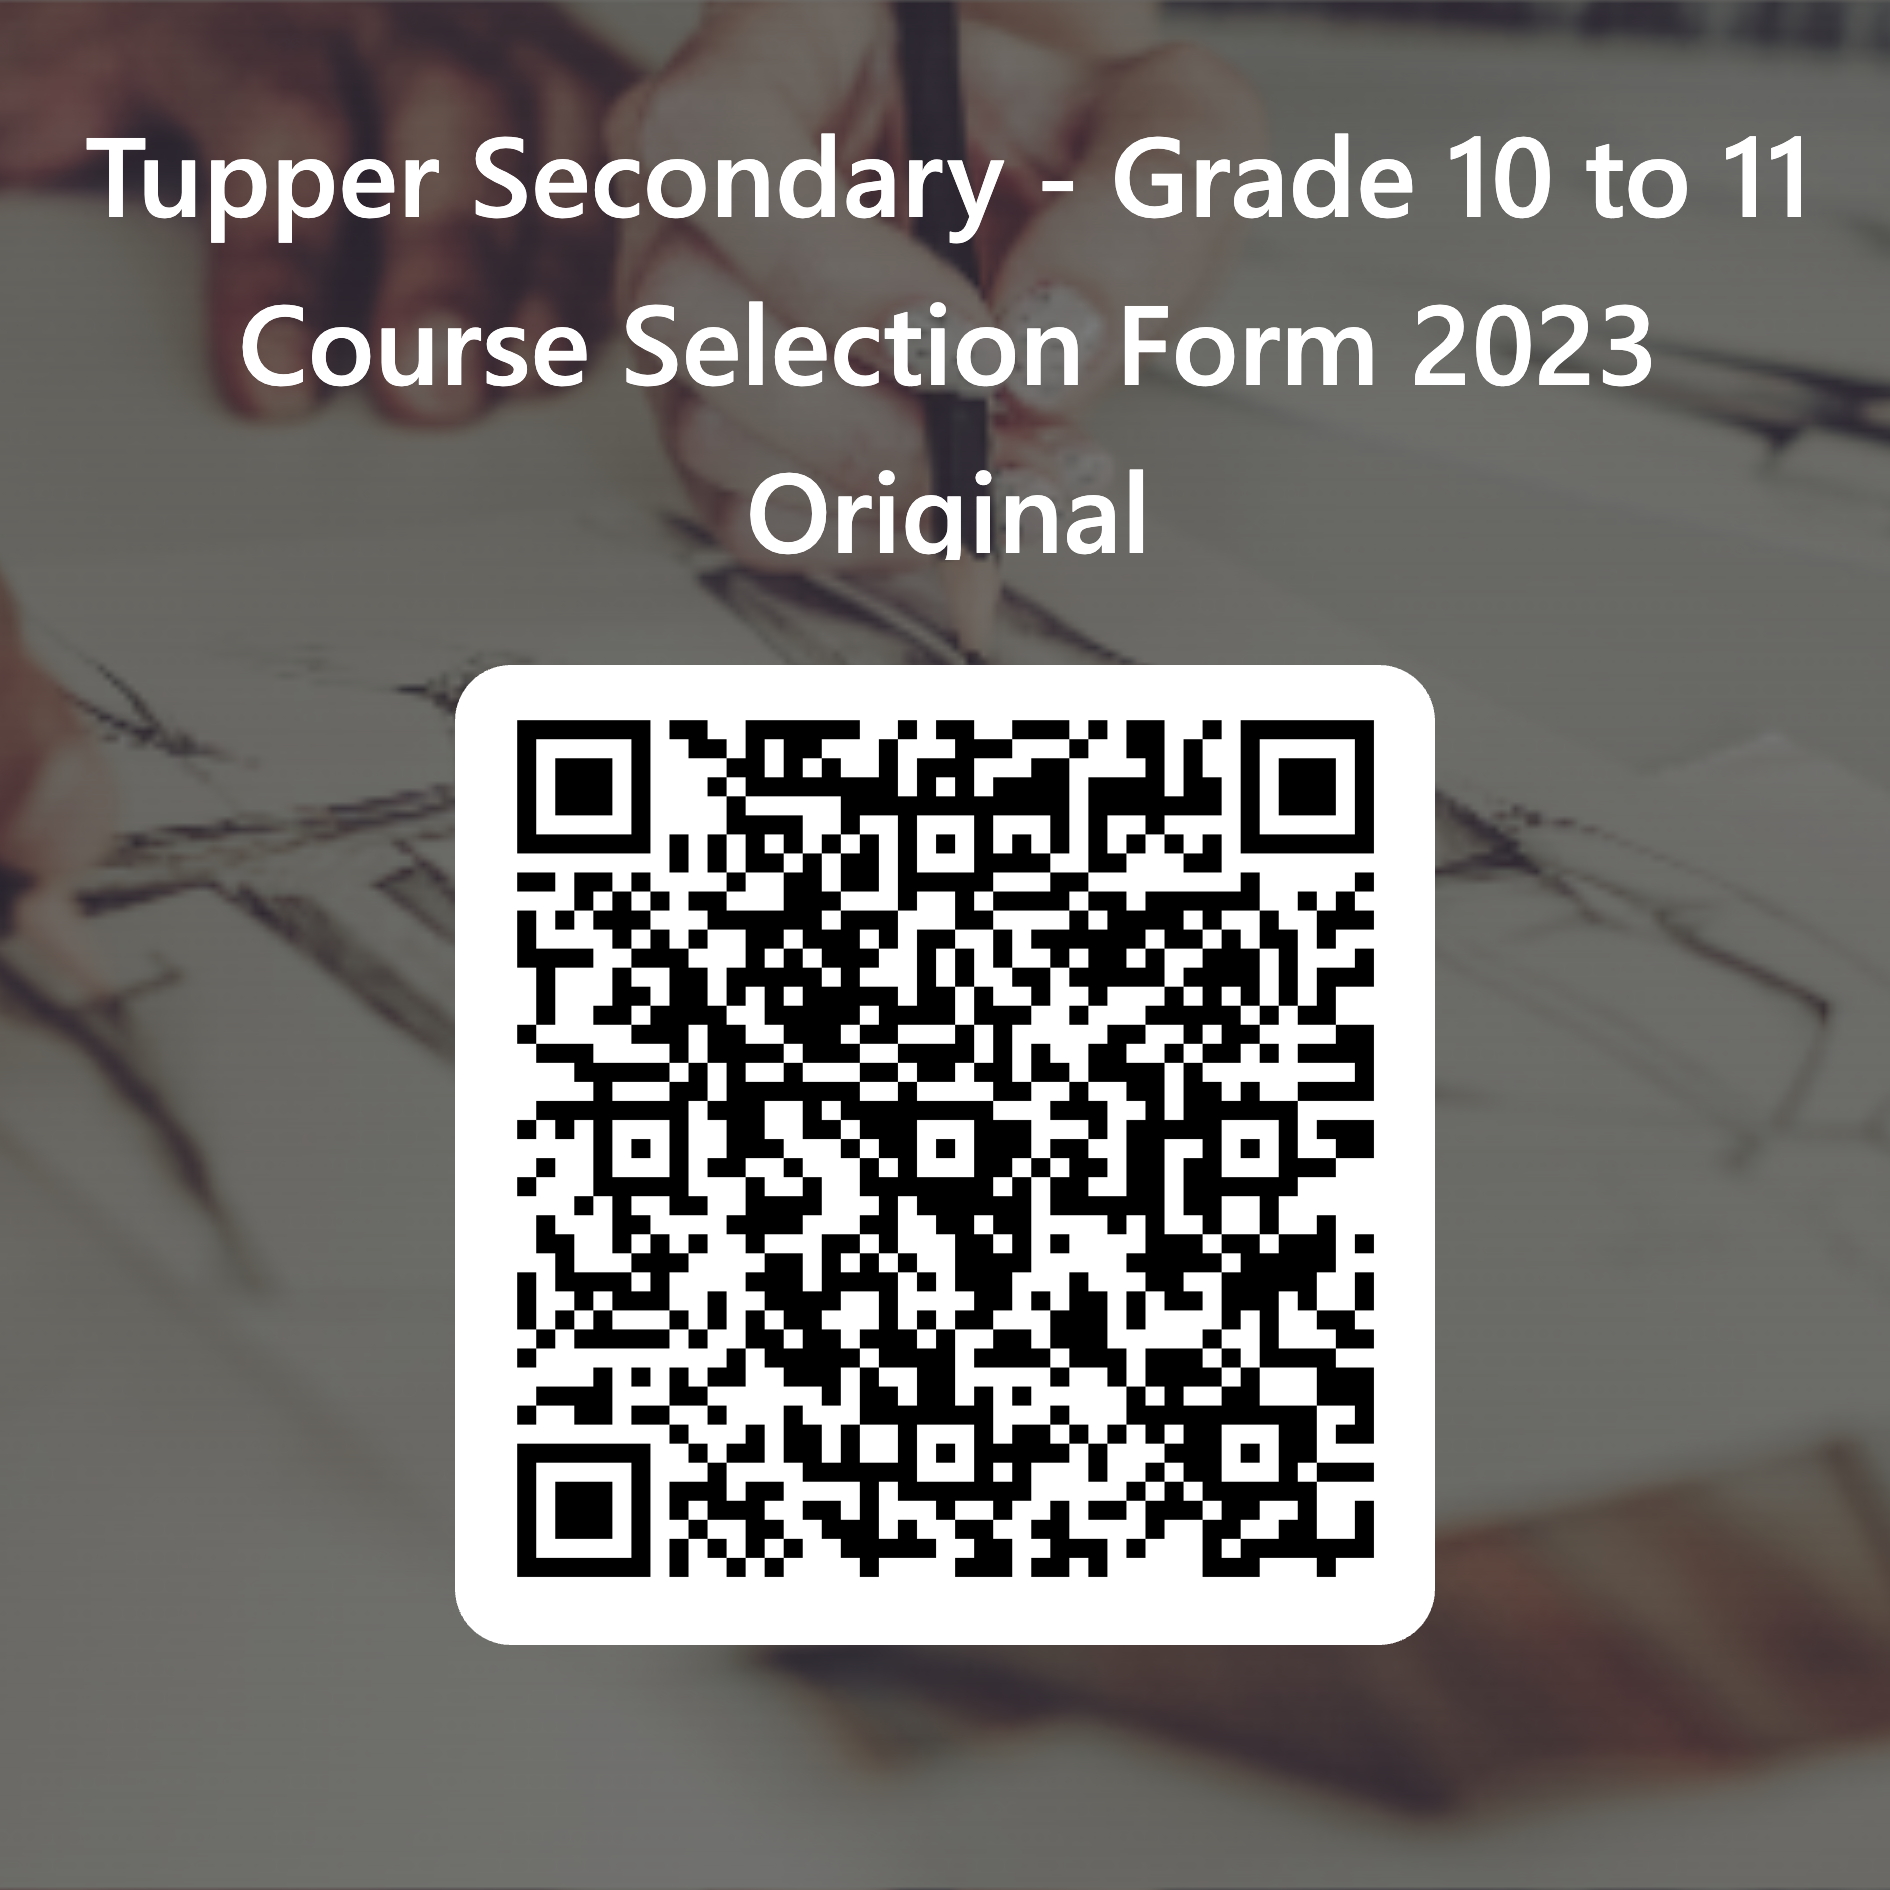 Tupper Secondary - Grade 10 to 11
Course Selection Form 2023
Original